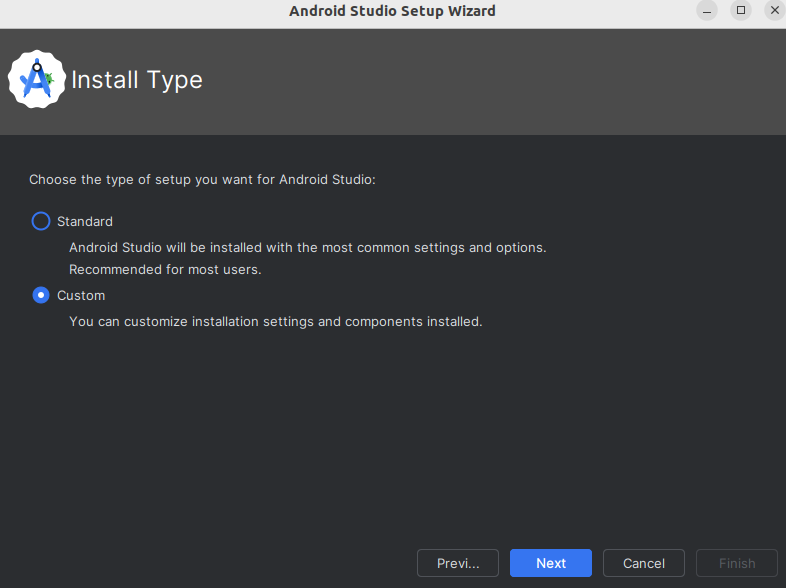 Android Studio Setup Wizard
Install Type
Choose the type of setup you want for Android Studio:
Standard
Android Studio will be installed with the most common settings and options.
Recommended for most users.
Custom
You can customize installation settings and components installed.
Previ...
Next
Cancel
Finish